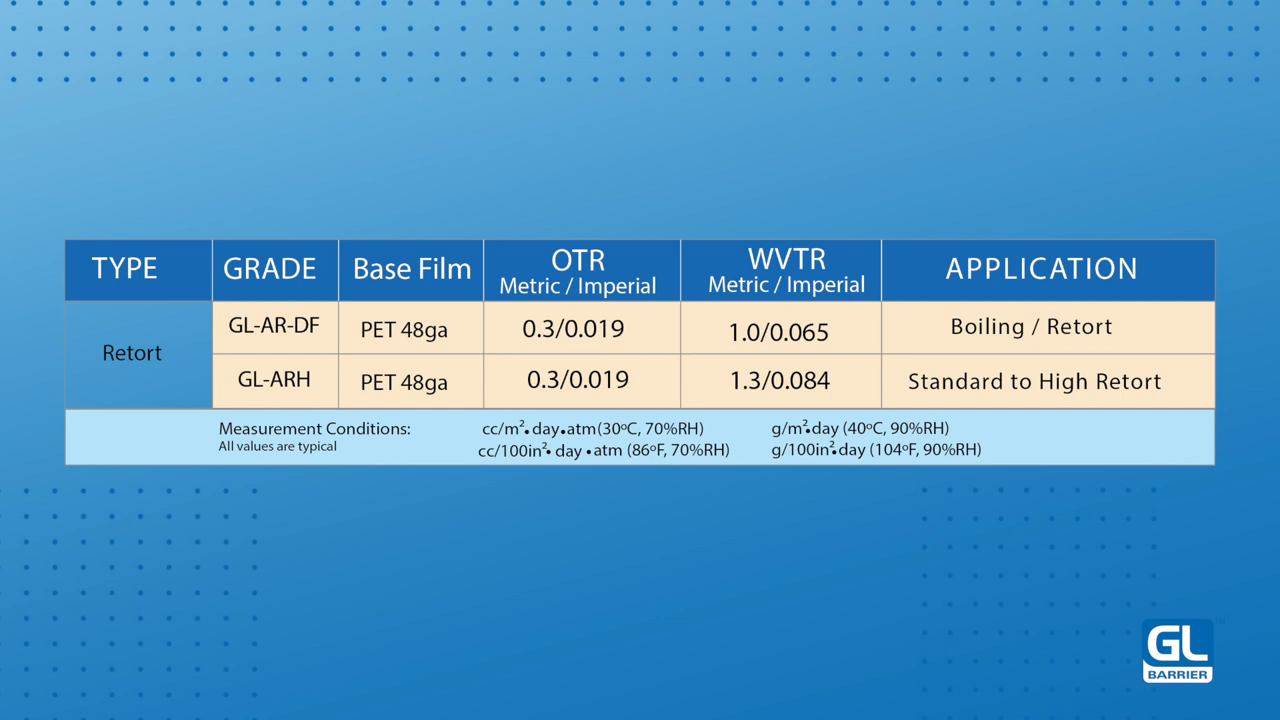 TYPE GRADE Base Film OTR Metric / Imperial WVTR Metric / Imperial APPLICATION
Retort
GL-AR-DF PET 48ga 0.3/0.019 1.0/0.065 Boiling / Retort
GL-ARH PET 48ga 0.3/0.019 1.3/0.084 Standard to High Retort
Measurement Conditions: cc/m²•day•atm(30ºC, 70%RH) g/m²•day (40ºC, 90%RH)
All values are typical cc/100in²• day •atm (86ºF, 70%RH) g/100in²•day (104ºF, 90%RH)
GL TM
BARRIER